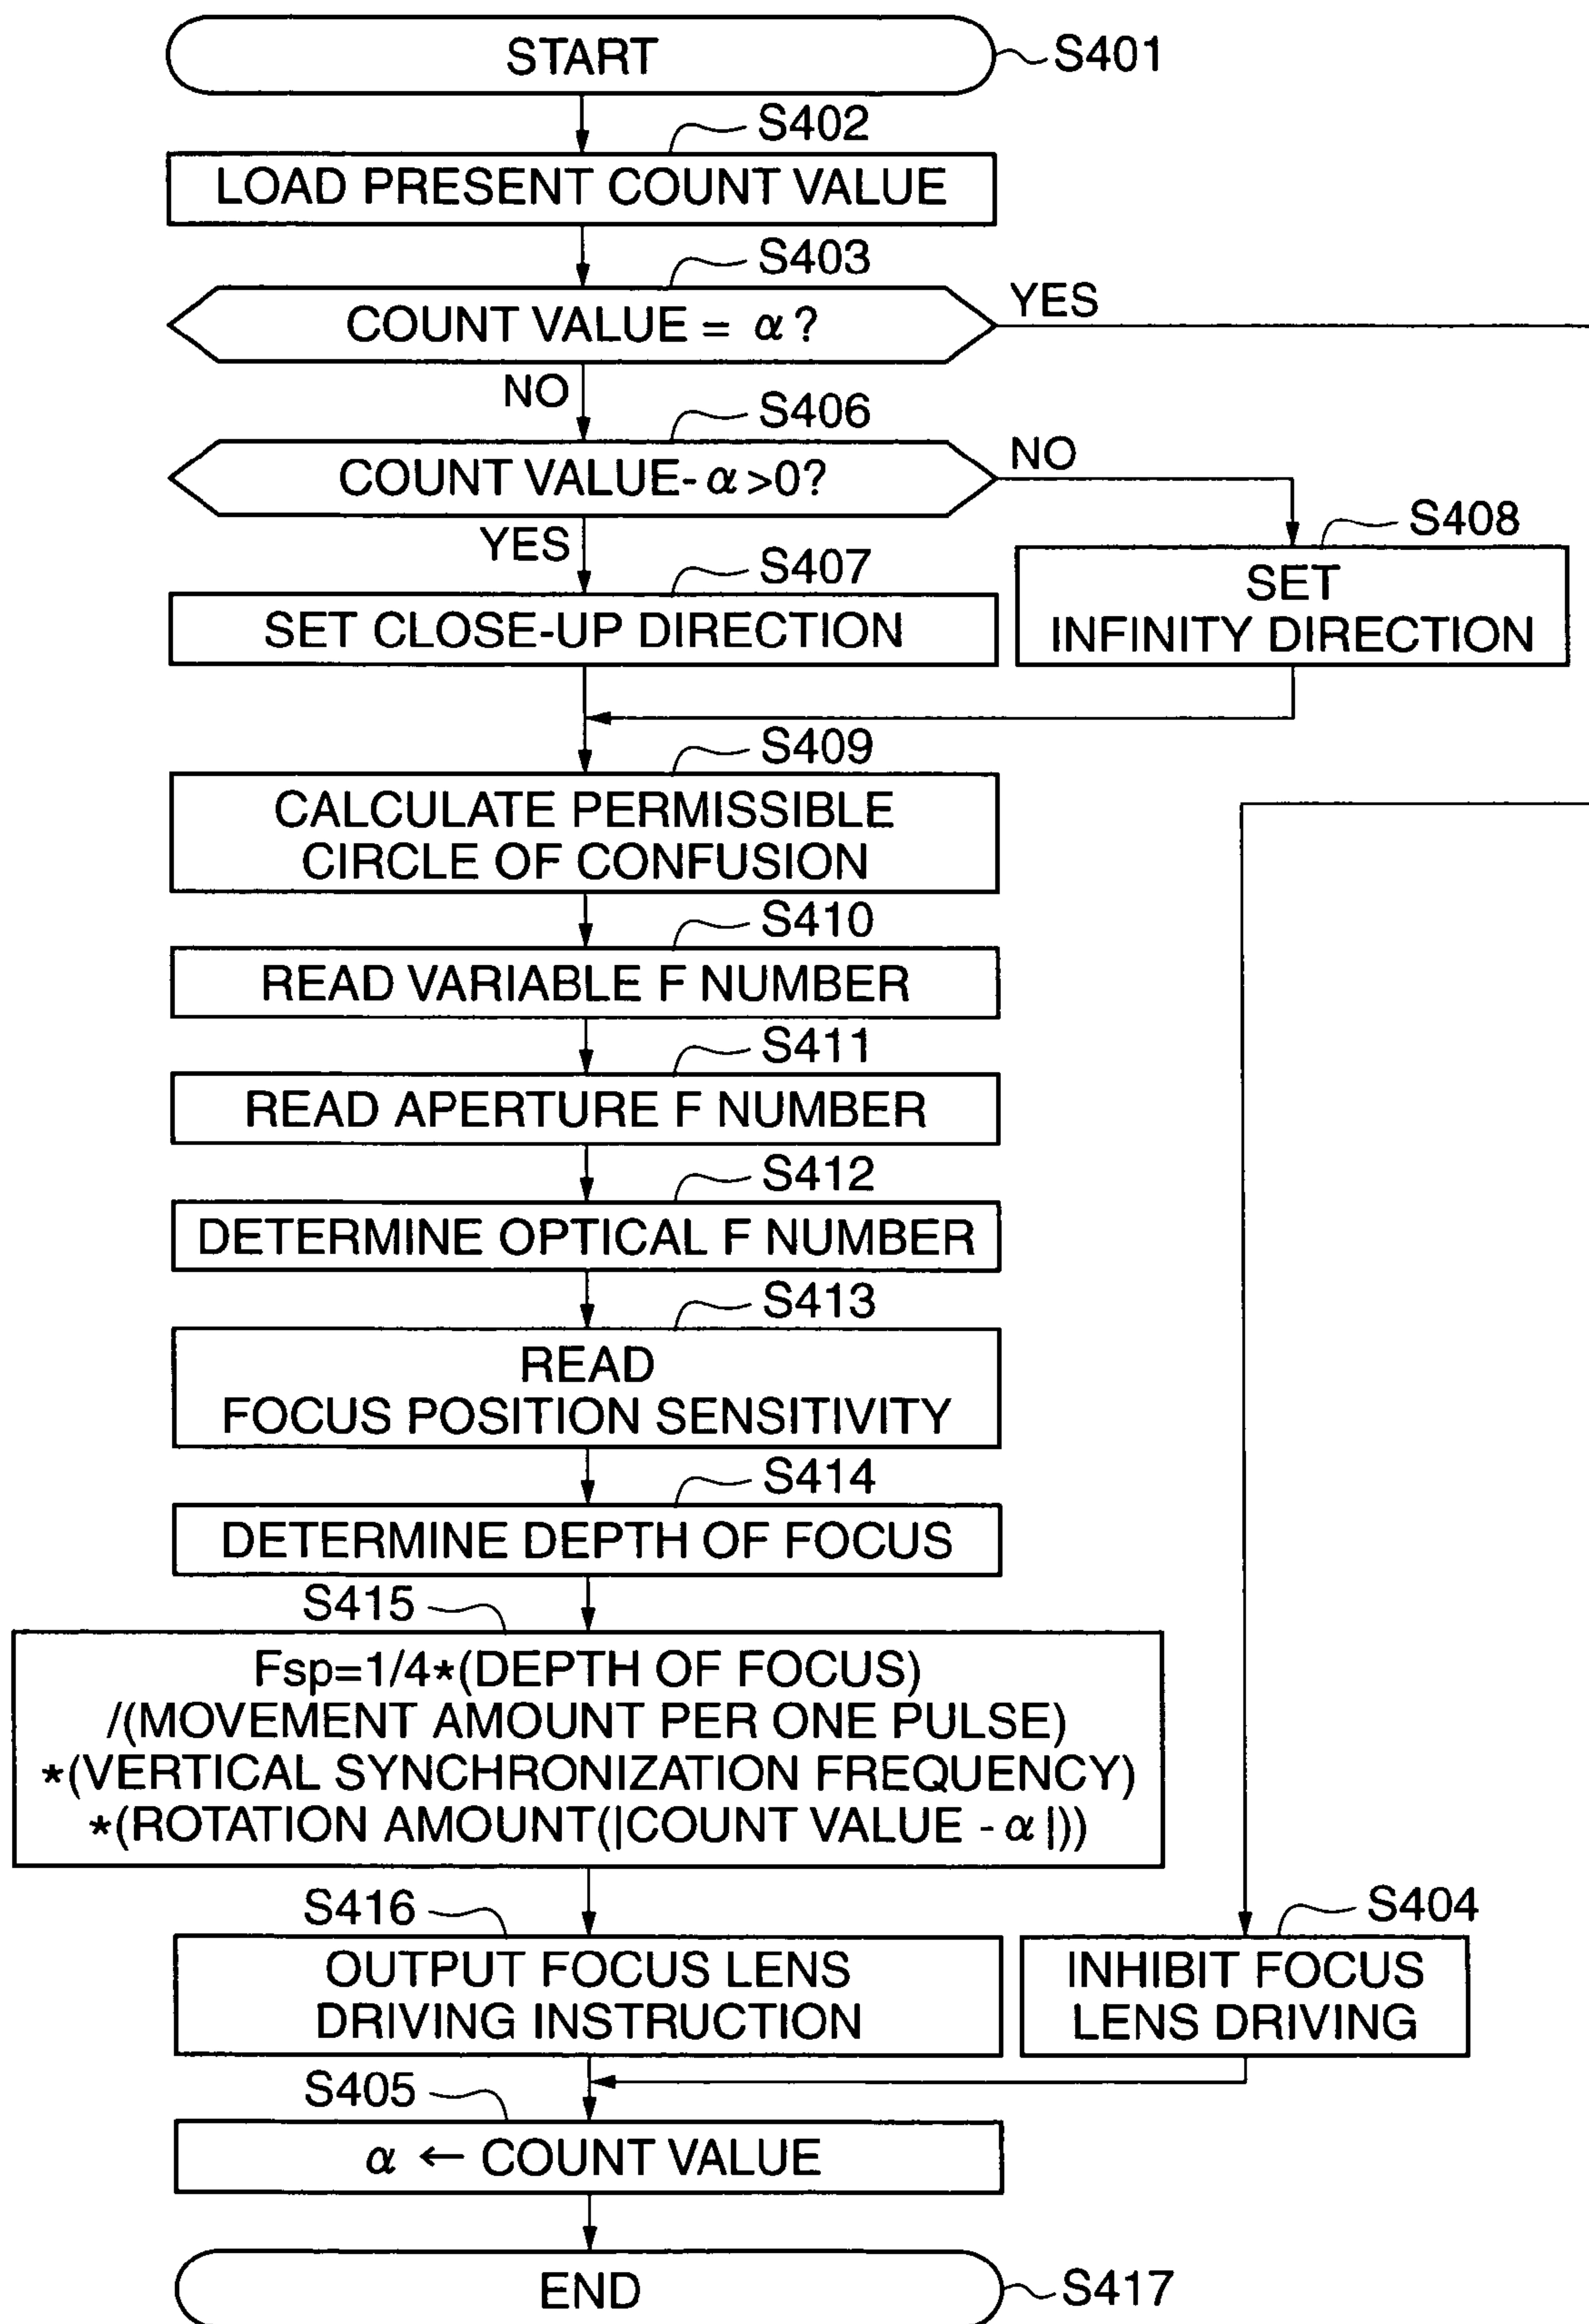 START
S401
S402
LOAD PRESENT COUNT VALUE
S403
COUNT VALUE = α ?
YES
NO
S406
COUNT VALUE- α >0?
NO
YES
S408
SET
INFINITY DIRECTION
S407
SET CLOSE-UP DIRECTION
S409
CALCULATE PERMISSIBLE
CIRCLE OF CONFUSION
S410
READ VARIABLE F NUMBER
S411
READ APERTURE F NUMBER
S412
DETERMINE OPTICAL F NUMBER
S413
READ
FOCUS POSITION SENSITIVITY
S414
DETERMINE DEPTH OF FOCUS
S415
Fsp=1/4*(DEPTH OF FOCUS)
/(MOVEMENT AMOUNT PER ONE PULSE)
*(VERTICAL SYNCHRONIZATION FREQUENCY)
*(ROTATION AMOUNT(|COUNT VALUE - α |))
S416
OUTPUT FOCUS LENS
DRIVING INSTRUCTION
S404
INHIBIT FOCUS
LENS DRIVING
S405
α ← COUNT VALUE
END
S417